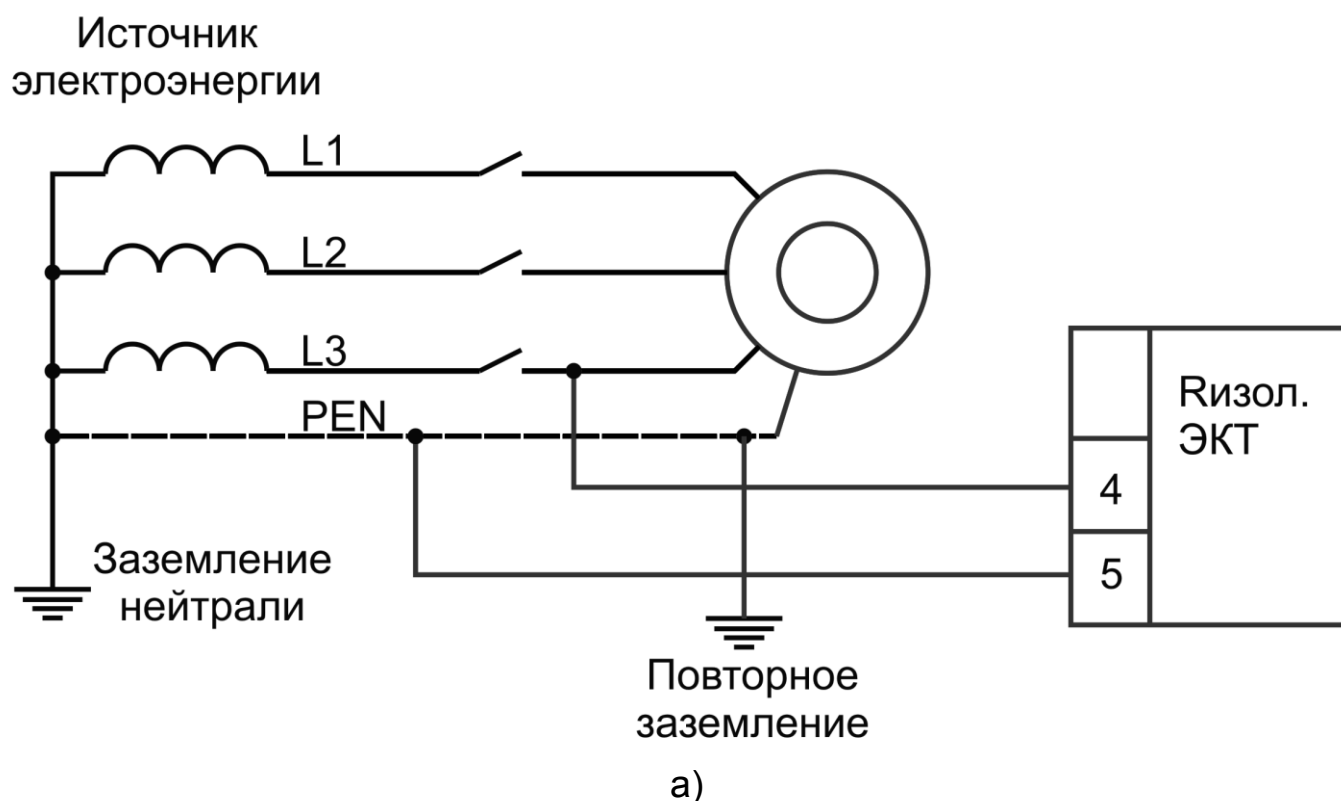 Источник
электроэнергии
L1
L2
L3
PEN
Rизол.
ЭКТ
4
5
Заземление
нейтрали
Повторное
заземление
а)